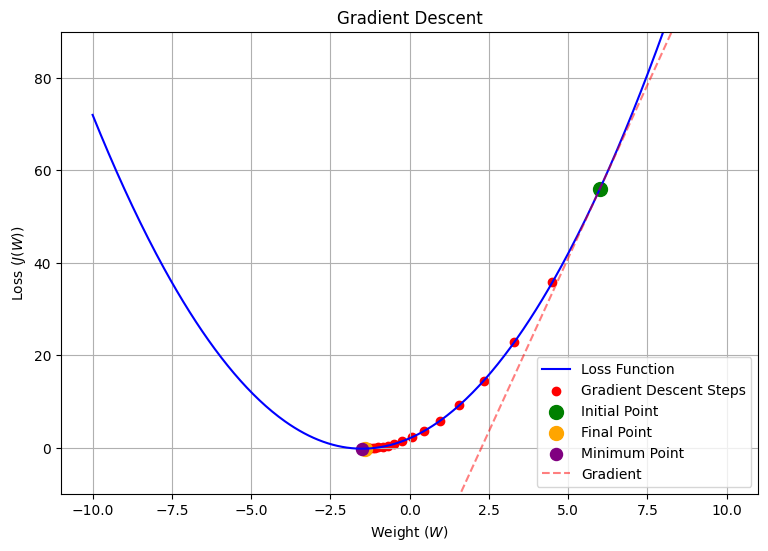 Gradient Descent
80
60
40
20
0
Loss (J(W))
−10.0 −7.5 −5.0 −2.5 0.0 2.5 5.0 7.5 10.0
Weight (W)
Loss Function
Gradient Descent Steps
Initial Point
Final Point
Minimum Point
Gradient